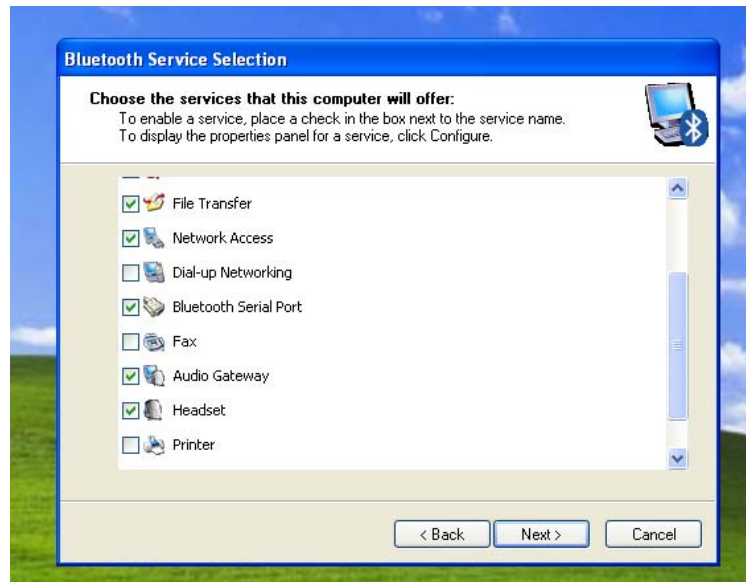 Bluetooth Service Selection
Choose the services that this computer will offer:
To enable a service, place a check in the box next to the service name.
To display the properties panel for a service, click Configure.
File Transfer
Network Access
Dial-up Networking
Bluetooth Serial Port
Fax
Audio Gateway
Headset
Printer
< Back
Next >
Cancel